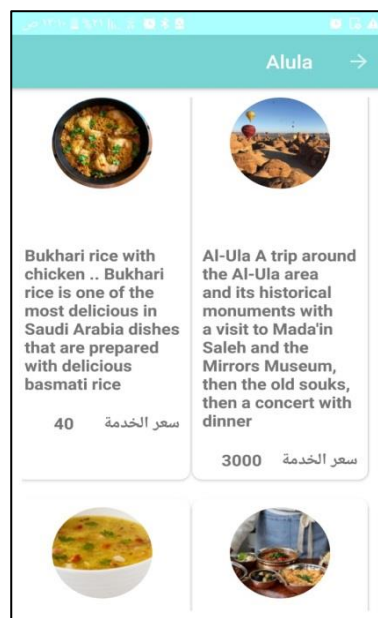 Alula
Bukhari rice with
chicken .. Bukhari
rice is one of the
most delicious in
Saudi Arabia dishes
that are prepared
with delicious
basmati rice
سعر الخدمة 40
Al-Ula A trip around
the Al-Ula area
and its historical
monuments with
a visit to Mada'in
Saleh and the
Mirrors Museum,
then the old souks,
then a concert with
dinner
سعر الخدمة 3000